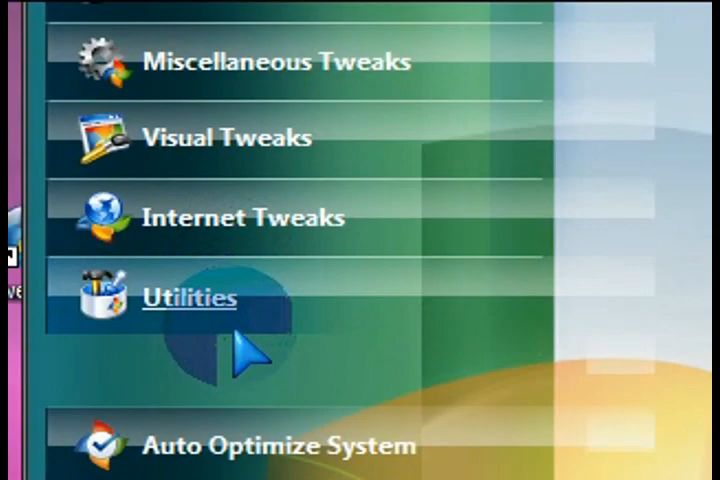 Miscellaneous Tweaks
Visual Tweaks
Internet Tweaks
Utilities
Auto Optimize System